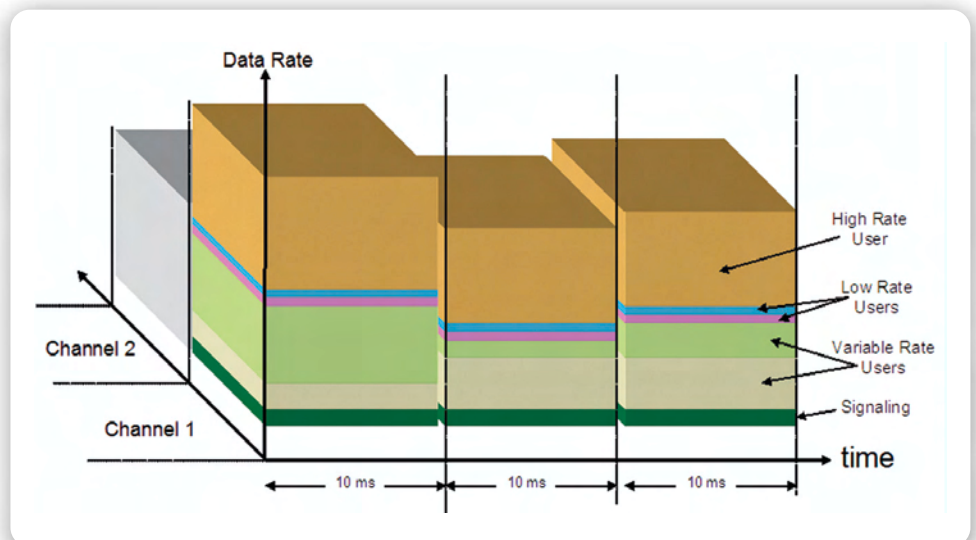 Data Rate
High Rate
User
Low Rate
Users
Variable Rate
Users
Signaling
Channel 2
Channel 1
time
10 ms
10 ms
10 ms